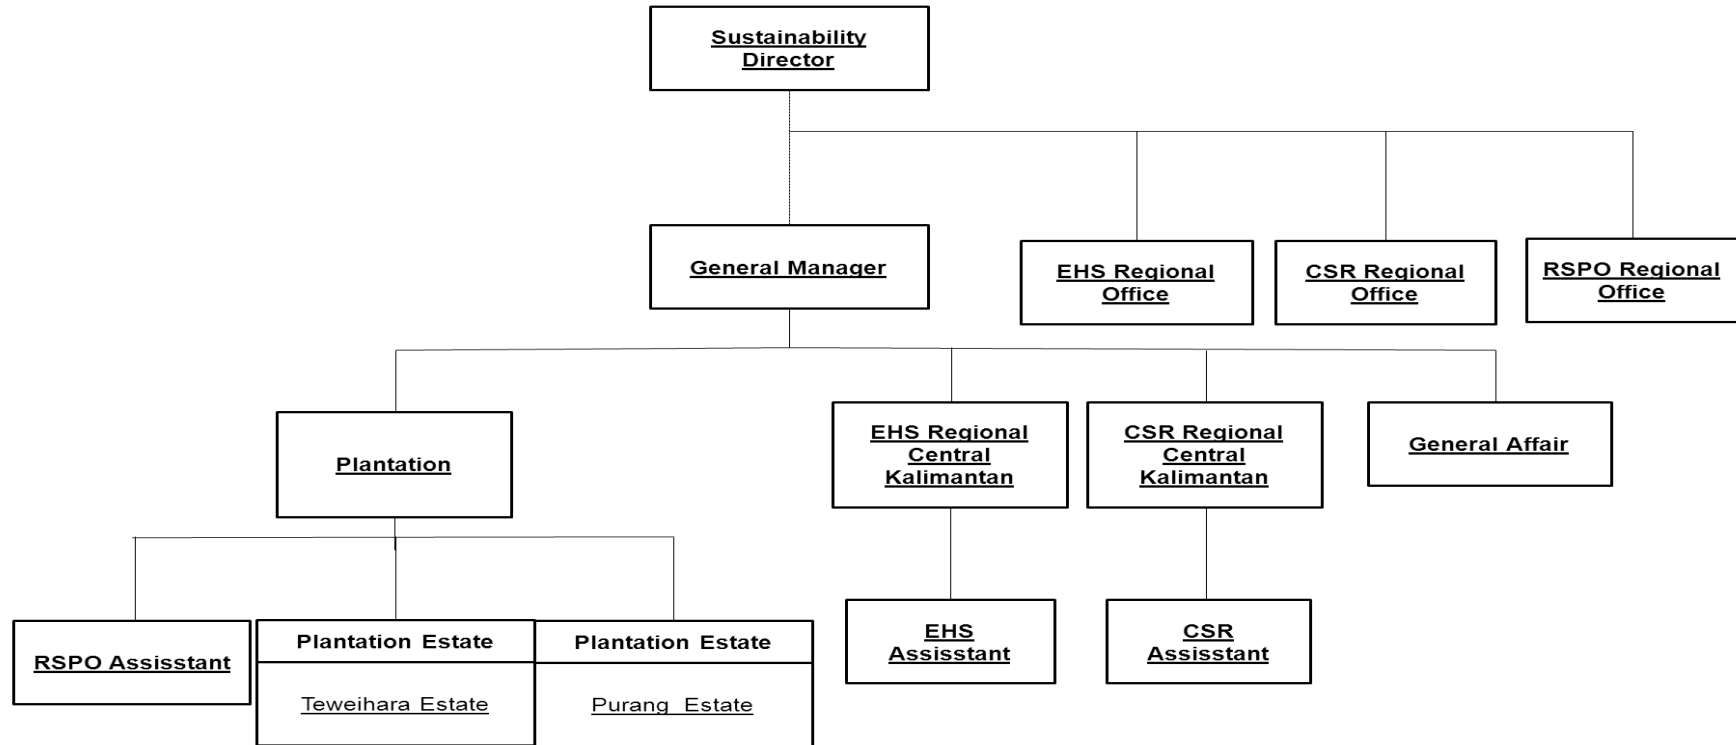 Sustainability
Director
General Manager
EHS Regional
Office
CSR Regional
Office
RSPO Regional
Office
Plantation
EHS Regional
Central
Kalimantan
CSR Regional
Central
Kalimantan
General Affair
RSPO Assisstant
Plantation Estate
Teweihara Estate
Plantation Estate
Purang Estate
EHS
Assisstant
CSR
Assisstant